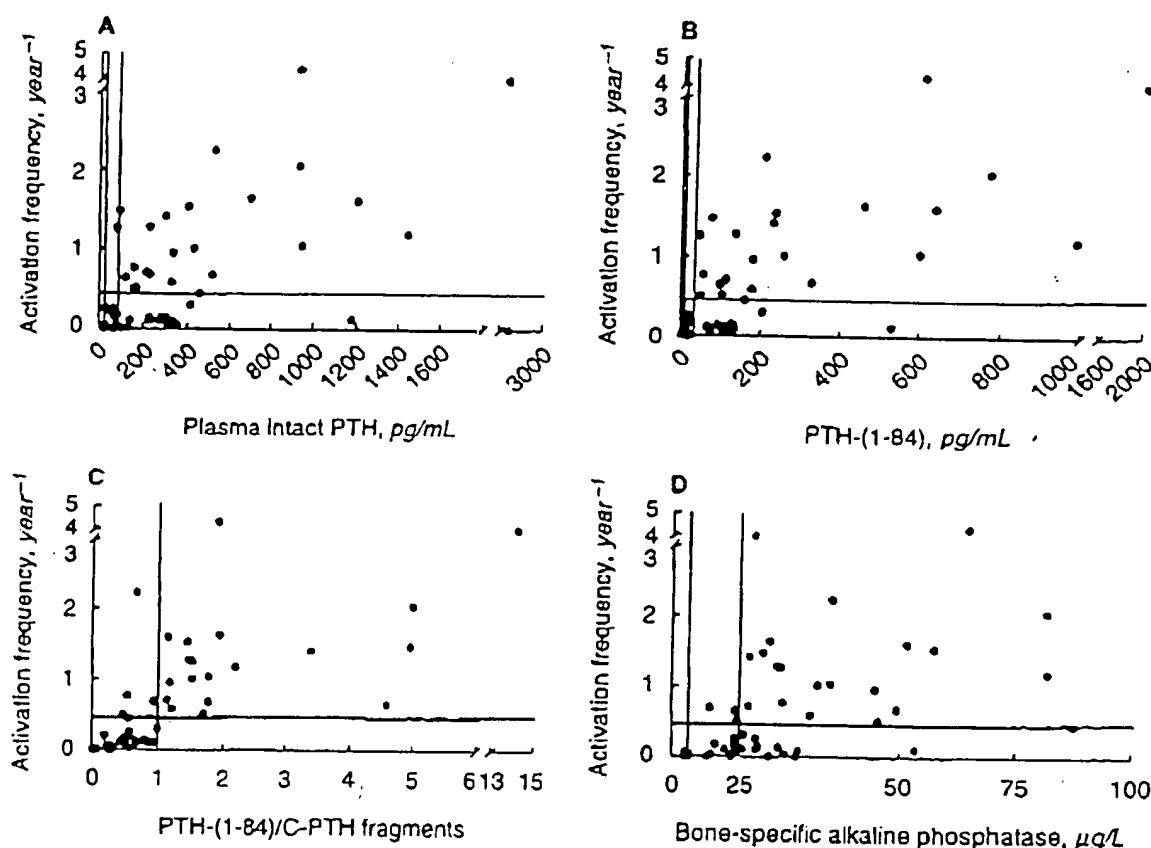 A
Activation frequency, year⁻¹
5
4
3
2
1
0
0 200 400 600 800 1000 1200 1400 1600 3000
Plasma intact PTH, pg/mL
B
Activation frequency, year⁻¹
5
4
3
2
1
0
0 200 400 600 800 1000 1600 2000
PTH-(1-84), pg/mL
C
Activation frequency, year⁻¹
5
4
3
2
1
0
0 1 2 3 4 5 6 13 15
PTH-(1-84)/C-PTH fragments
D
Activation frequency, year⁻¹
5
4
3
2
1
0
0 25 50 75 100
Bone-specific alkaline phosphatase, μg/L